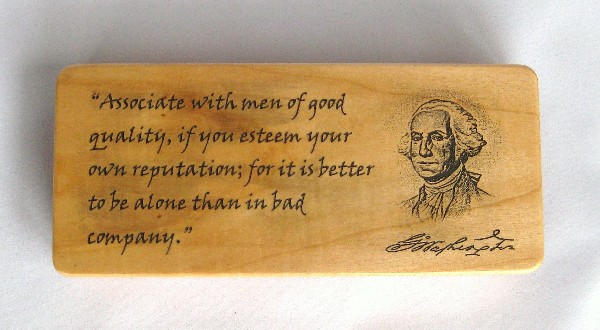 “Associate with men of good
quality, if you esteem your
own reputation; for it is better
to be alone than in bad
company.”
G:Washington